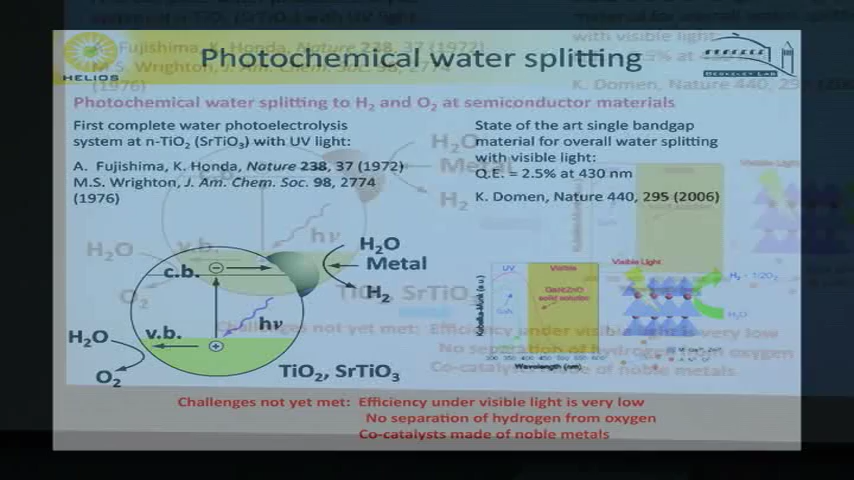 HELIOS
Photochemical water splitting
BERKELEY LAB
Photochemical water splitting to H2 and O2 at semiconductor materials
First complete water photoelectrolysis
system at n-TiO2 (SrTiO3) with UV light:
A. Fujishima, K. Honda, Nature 238, 37 (1972)
M.S. Wrighton, J. Am. Chem. Soc. 98, 2774
(1976)
State of the art single bandgap
material for overall water splitting
with visible light:
Q.E. = 2.5% at 430 nm
K. Domen, Nature 440, 295 (2006)
H2O
Metal
H2
c.b.
hν
v.b.
H2O
O2
TiO2, SrTiO3
UV
Visible
solid solution
Kubelka-Munk (a.u.)
Wavelength (nm)
Visible Light
H2O
Challenges not yet met: Efficiency under visible light is very low
No separation of hydrogen from oxygen
Co-catalysts made of noble metals